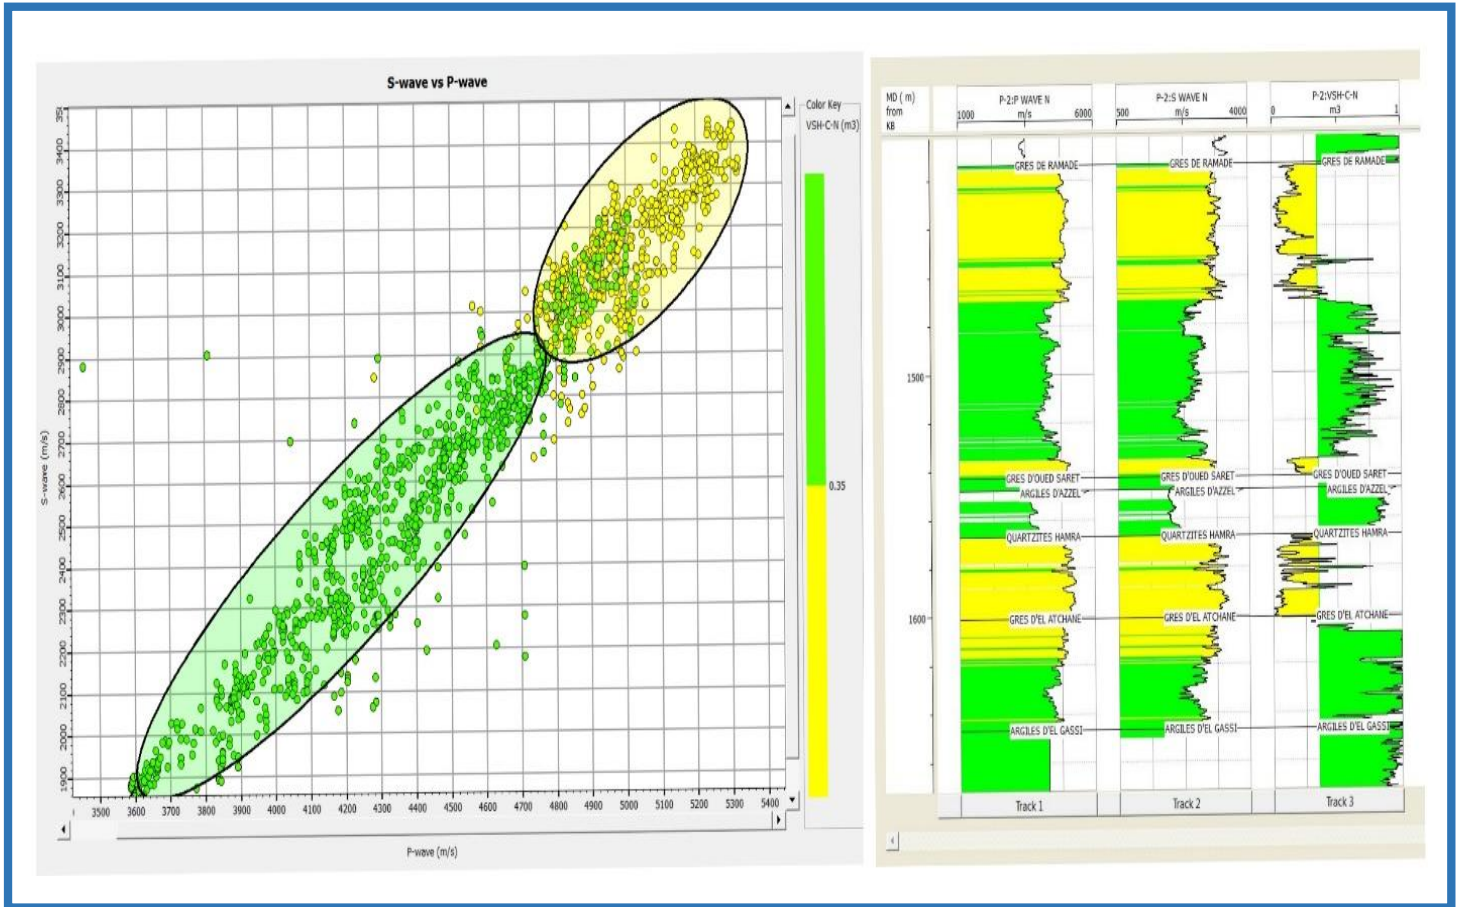 S-wave vs P-wave
S-wave (m/s)
3400
3300
3200
3100
3000
2900
2800
2700
2600
2500
2400
2300
2200
2100
2000
1900
3500 3600 3700 3800 3900 4000 4100 4200 4300 4400 4500 4600 4700 4800 4900 5000 5100 5200 5300 5400
P-wave (m/s)
Color Key
VSH-C-N (m3)
0.35
MD ( m)
from
KB
P-2:P WAVE N
1000 m/s 6000
P-2:S WAVE N
500 m/s 4000
P-2:VSH-C-N
0 m3 1
GRES DE RAMADE GRES DE RAMADE GRES DE RAMADE
1500
GRES D'OUED SARET GRES D'OUED SARET GRES D'OUED SARET
ARGILES D'AZZEL ARGILES D'AZZEL ARGILES D'AZZEL
QUARTZITES HAMRA QUARTZITES HAMRA QUARTZITES HAMRA
1600
GRES D'EL ATCHANE GRES D'EL ATCHANE GRES D'EL ATCHANE
ARGILES D'EL GASSI ARGILES D'EL GASSI ARGILES D'EL GASSI
Track 1 Track 2 Track 3